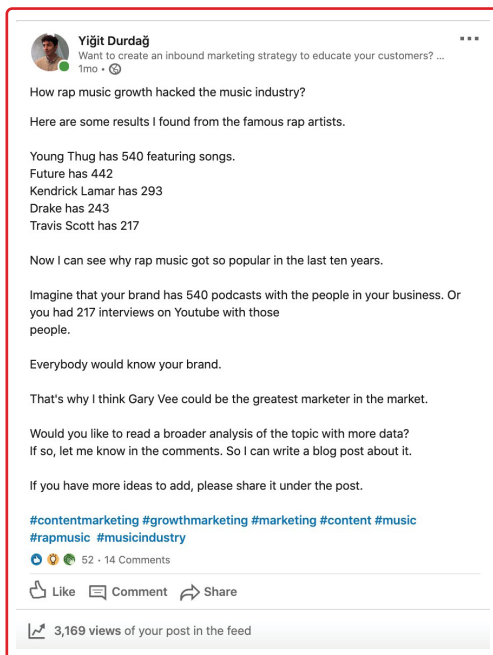 Yiğit Durdağ
Want to create an inbound marketing strategy to educate your customers? ...
1mo •
How rap music growth hacked the music industry?
Here are some results I found from the famous rap artists.
Young Thug has 540 featuring songs.
Future has 442
Kendrick Lamar has 293
Drake has 243
Travis Scott has 217
Now I can see why rap music got so popular in the last ten years.
Imagine that your brand has 540 podcasts with the people in your business. Or
you had 217 interviews on Youtube with those
people.
Everybody would know your brand.
That's why I think Gary Vee could be the greatest marketer in the market.
Would you like to read a broader analysis of the topic with more data?
If so, let me know in the comments. So I can write a blog post about it.
If you have more ideas to add, please share it under the post.
#contentmarketing #growthmarketing #marketing #content #music
#rapmusic #musicindustry
52 · 14 Comments
Like Comment Share
3,169 views of your post in the feed